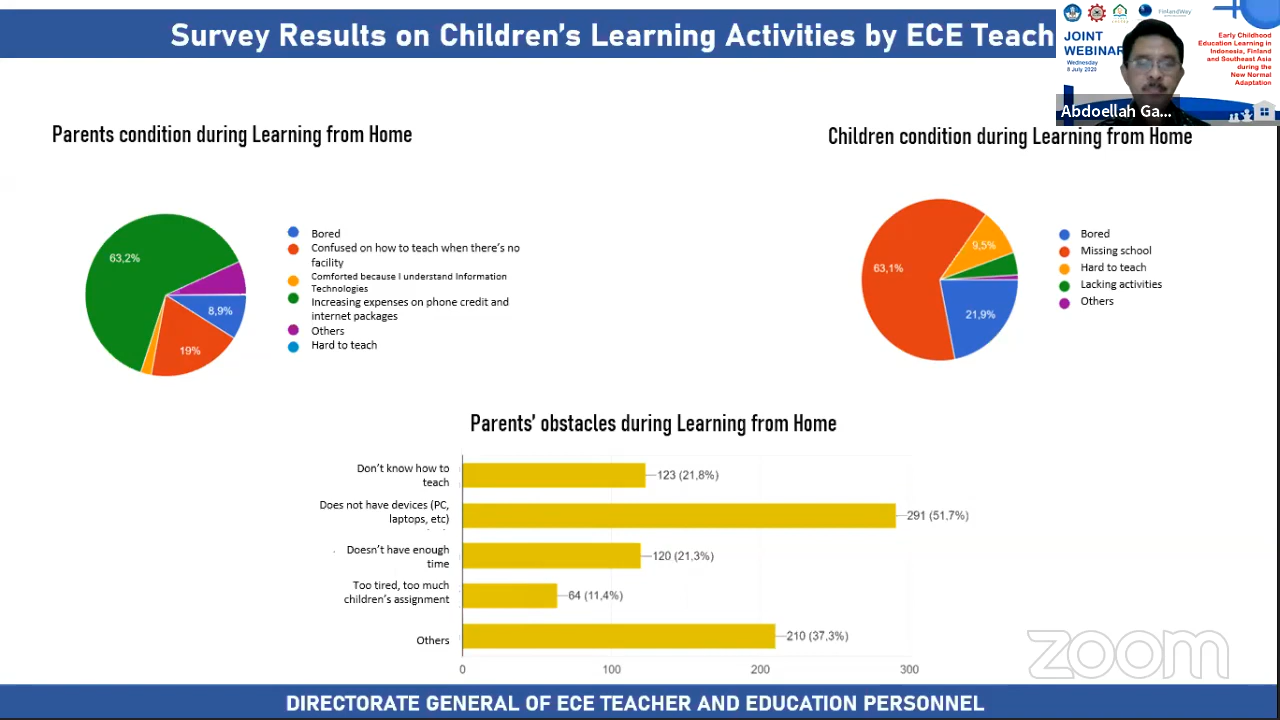 Survey Results on Children's Learning Activities by ECE Teach
FinlandWay
JOINT
WEBINAR
Wednesday
8 July 2020
Early Childhood
Education Learning in
Indonesia, Finland
and Southeast Asia
during the
New Normal
Adaptation
Abdoellah Ga...
Parents condition during Learning from Home
63,2%
8,9%
19%
Bored
Confused on how to teach when there's no
facility
Comforted because I understand Information
Technologies
Increasing expenses on phone credit and
internet packages
Others
Hard to teach
Children condition during Learning from Home
9,5%
63,1%
21,9%
Bored
Missing school
Hard to teach
Lacking activities
Others
Parents' obstacles during Learning from Home
Don't know how to
teach
123 (21,8%)
Does not have devices (PC,
laptops, etc)
291 (51,7%)
Doesn't have enough
time
120 (21,3%)
Too tired, too much
children's assignment
64 (11,4%)
Others
210 (37,3%)
0 100 200 300
zoom
DIRECTORATE GENERAL OF ECE TEACHER AND EDUCATION PERSONNEL